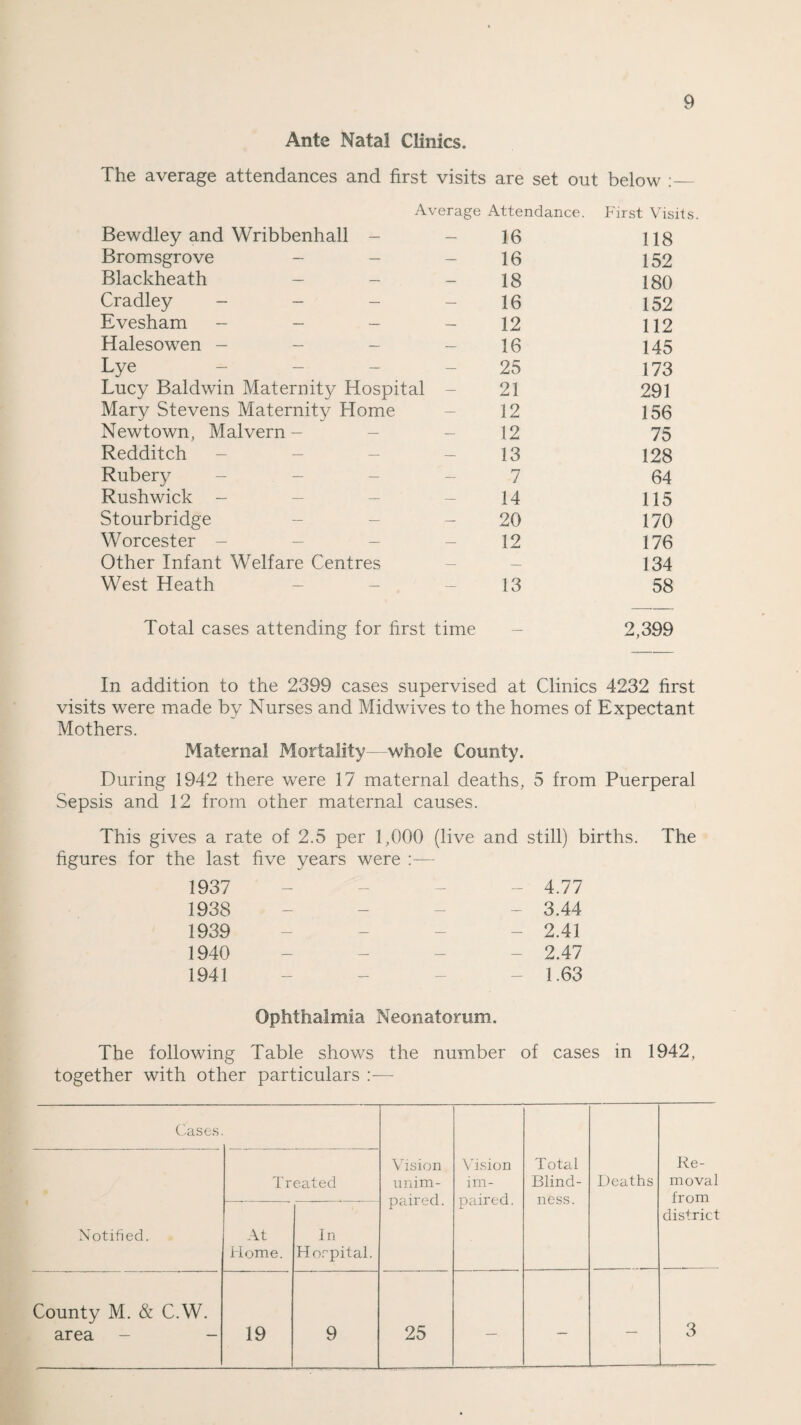 9
Ante Natal Clinics.
The average attendances and first visits are set out below :—
Average Attendance. First Visits.
Bewdley and Wribbenhall – – 16 118
Bromsgrove – – – 16 152
Blackheath – – – 18 180
Cradley – – – – 16 152
Evesham – – – – 12 112
Halesowen – – – – 16 145
Lye – – – – 25 173
Lucy Baldwin Maternity Hospital – 21 291
Mary Stevens Maternity Home – 12 156
Newtown, Malvern – – – 12 75
Redditch – – – – 13 128
Rubery – – – – 7 64
Rushwick – – – – 14 115
Stourbridge – – – 20 170
Worcester – – – – 12 176
Other Infant Welfare Centres – – 134
West Heath – – – 13 58
Total cases attending for first time – 2,399
In addition to the 2399 cases supervised at Clinics 4232 first
visits were made by Nurses and Midwives to the homes of Expectant
Mothers.
Maternal Mortality—whole County.
During 1942 there were 17 maternal deaths, 5 from Puerperal
Sepsis and 12 from other maternal causes.
This gives a rate of 2.5 per 1,000 (live and still) births. The
figures for the last five years were :—
1937 – – – – 4.77
1938 – – – – 3.44
1939 – – – – 2.41
1940 – – – – 2.47
1941 – – – – 1.63
Ophthalmia Neonatorum.
The following Table shows the number of cases in 1942,
together with other particulars :—
Cases.
Notified.
Treated
At Home.
In Hospital.
Vision unim-paired.
Vision im-paired.
Total Blind-ness.
Deaths
Re-moval from district
County M. & C.W.
area – – 19 9 25 – – – 3